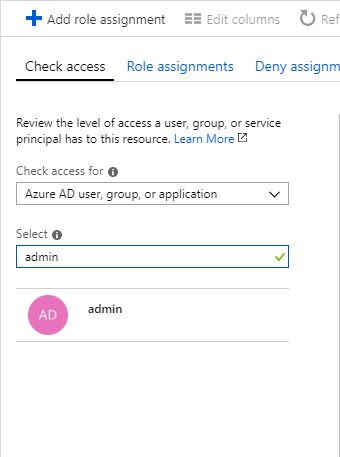 Add role assignment Edit columns Ref
Check access Role assignments Deny assignm
Review the level of access a user, group, or service
principal has to this resource. Learn More
Check access for
Azure AD user, group, or application
Select
admin
AD admin